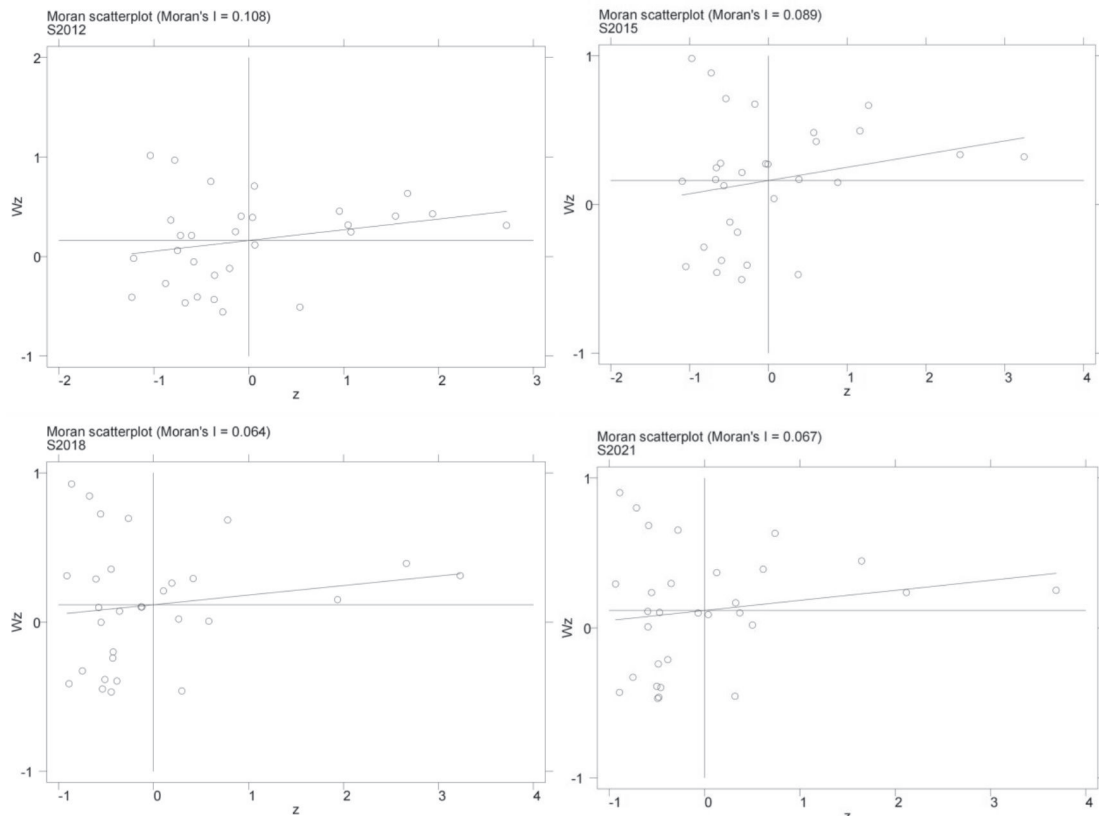 Moran scatterplot (Moran's I = 0.108)
S2012
2
1
0
-1
Wz
-2
-1
0
1
2
3
z
Moran scatterplot (Moran's I = 0.089)
S2015
1
0
-1
Wz
-2
-1
0
1
2
3
4
z
Moran scatterplot (Moran's I = 0.064)
S2018
1
0
-1
Wz
-1
0
1
2
3
4
z
Moran scatterplot (Moran's I = 0.067)
S2021
1
0
-1
Wz
-1
0
1
2
3
4
z